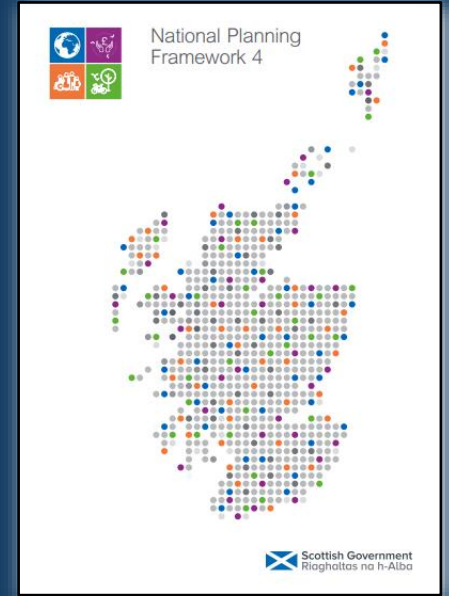 National Planning
Framework 4
Scottish Government
Riaghaltas na h-Alba